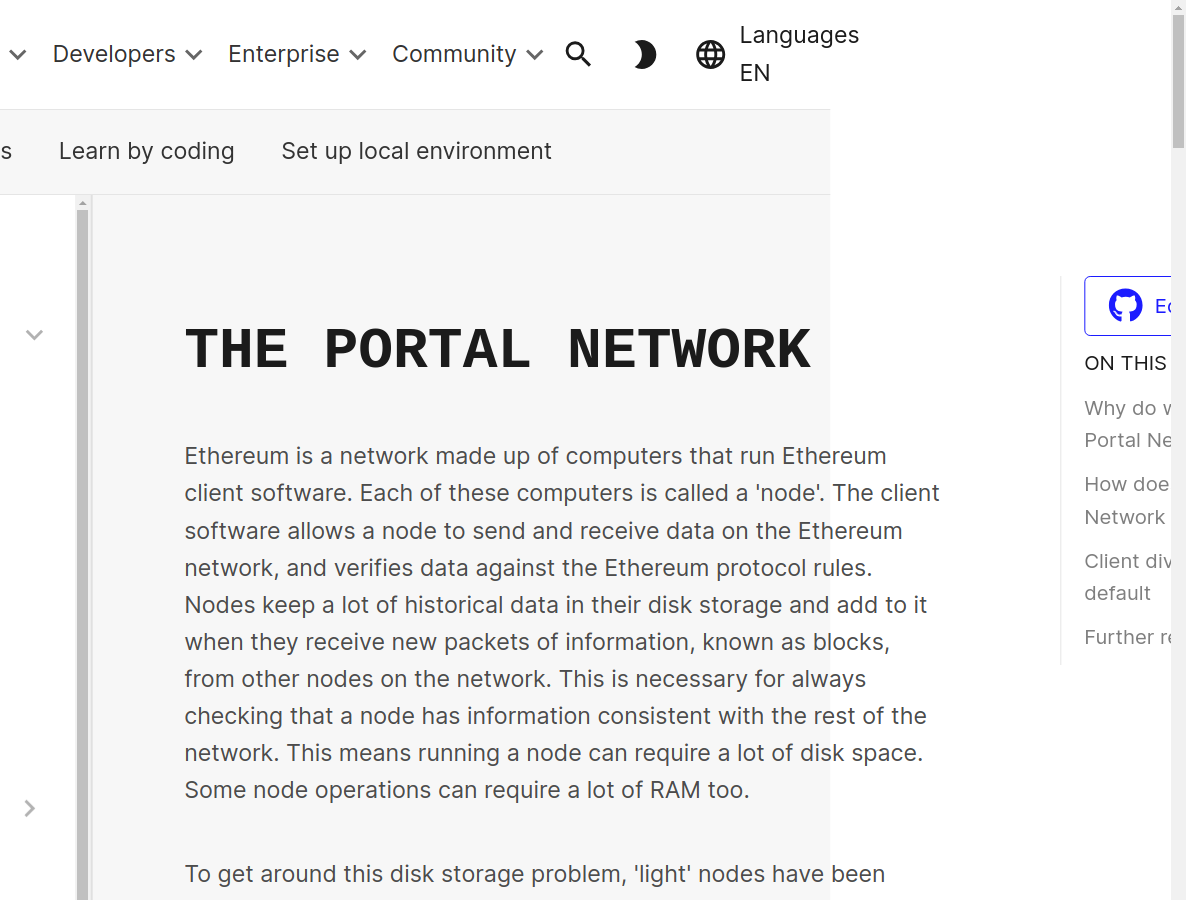 Developers Enterprise Community Languages EN
s Learn by coding Set up local environment
THE PORTAL NETWORK
Ethereum is a network made up of computers that run Ethereum
client software. Each of these computers is called a 'node'. The client
software allows a node to send and receive data on the Ethereum
network, and verifies data against the Ethereum protocol rules.
Nodes keep a lot of historical data in their disk storage and add to it
when they receive new packets of information, known as blocks,
from other nodes on the network. This is necessary for always
checking that a node has information consistent with the rest of the
network. This means running a node can require a lot of disk space.
Some node operations can require a lot of RAM too.
To get around this disk storage problem, 'light' nodes have been
ON THIS
Why do
Portal Ne
How doe
Network
Client div
default
Further